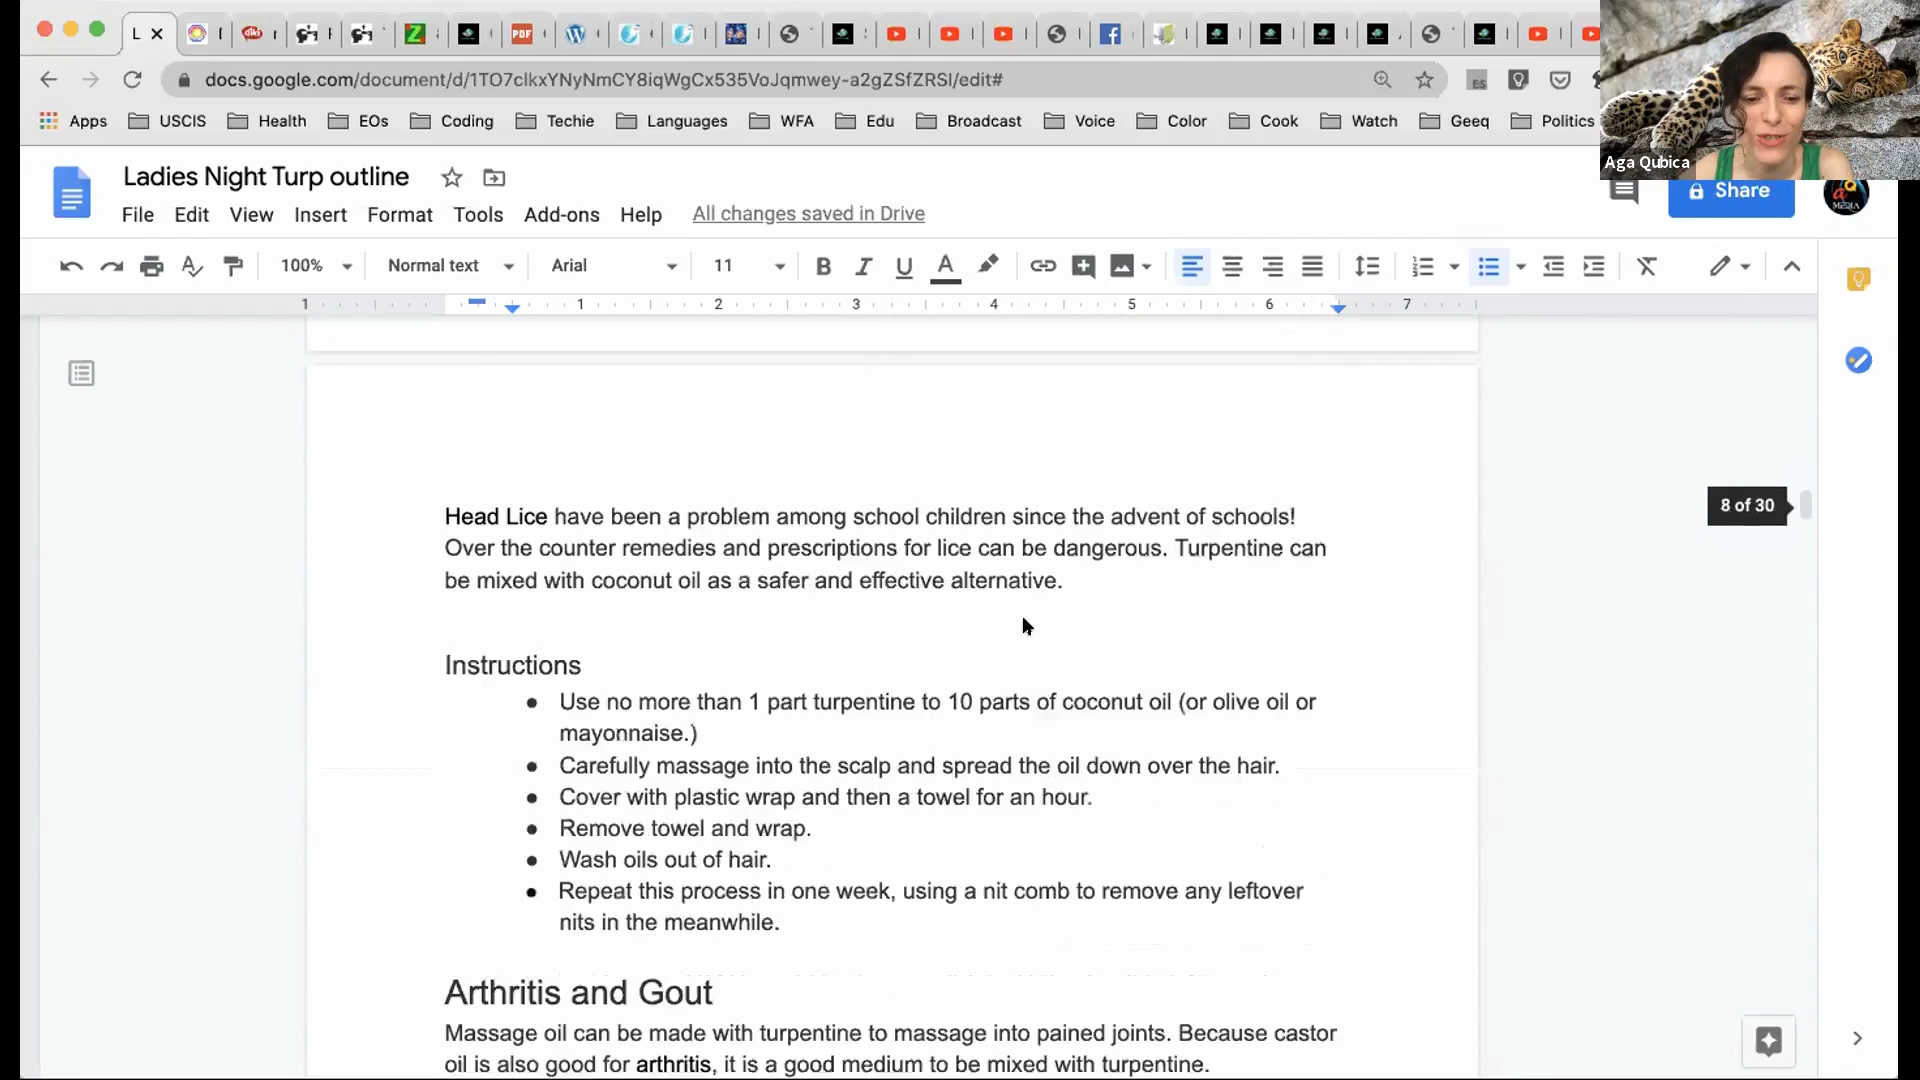 L
docs.google.com/document/d/1TO7clkxYNyNmCY8iqWgCx535VoJqmwey-a2gZSfZRSI/edit#
Apps USCIS Health EOs Coding Techie Languages WFA Edu Broadcast Voice Color Cook Watch Geeq Politics
Aga Qubica
Ladies Night Turp outline
File Edit View Insert Format Tools Add-ons Help All changes saved in Drive
Share
100% Normal text Arial 11
1 1 2 3 4 5 6 7
8 of 30
Head Lice have been a problem among school children since the advent of schools!
Over the counter remedies and prescriptions for lice can be dangerous. Turpentine can
be mixed with coconut oil as a safer and effective alternative.
Instructions
● Use no more than 1 part turpentine to 10 parts of coconut oil (or olive oil or
mayonnaise.)
● Carefully massage into the scalp and spread the oil down over the hair.
● Cover with plastic wrap and then a towel for an hour.
● Remove towel and wrap.
● Wash oils out of hair.
● Repeat this process in one week, using a nit comb to remove any leftover
nits in the meanwhile.
Arthritis and Gout
Massage oil can be made with turpentine to massage into pained joints. Because castor
oil is also good for arthritis, it is a good medium to be mixed with turpentine.